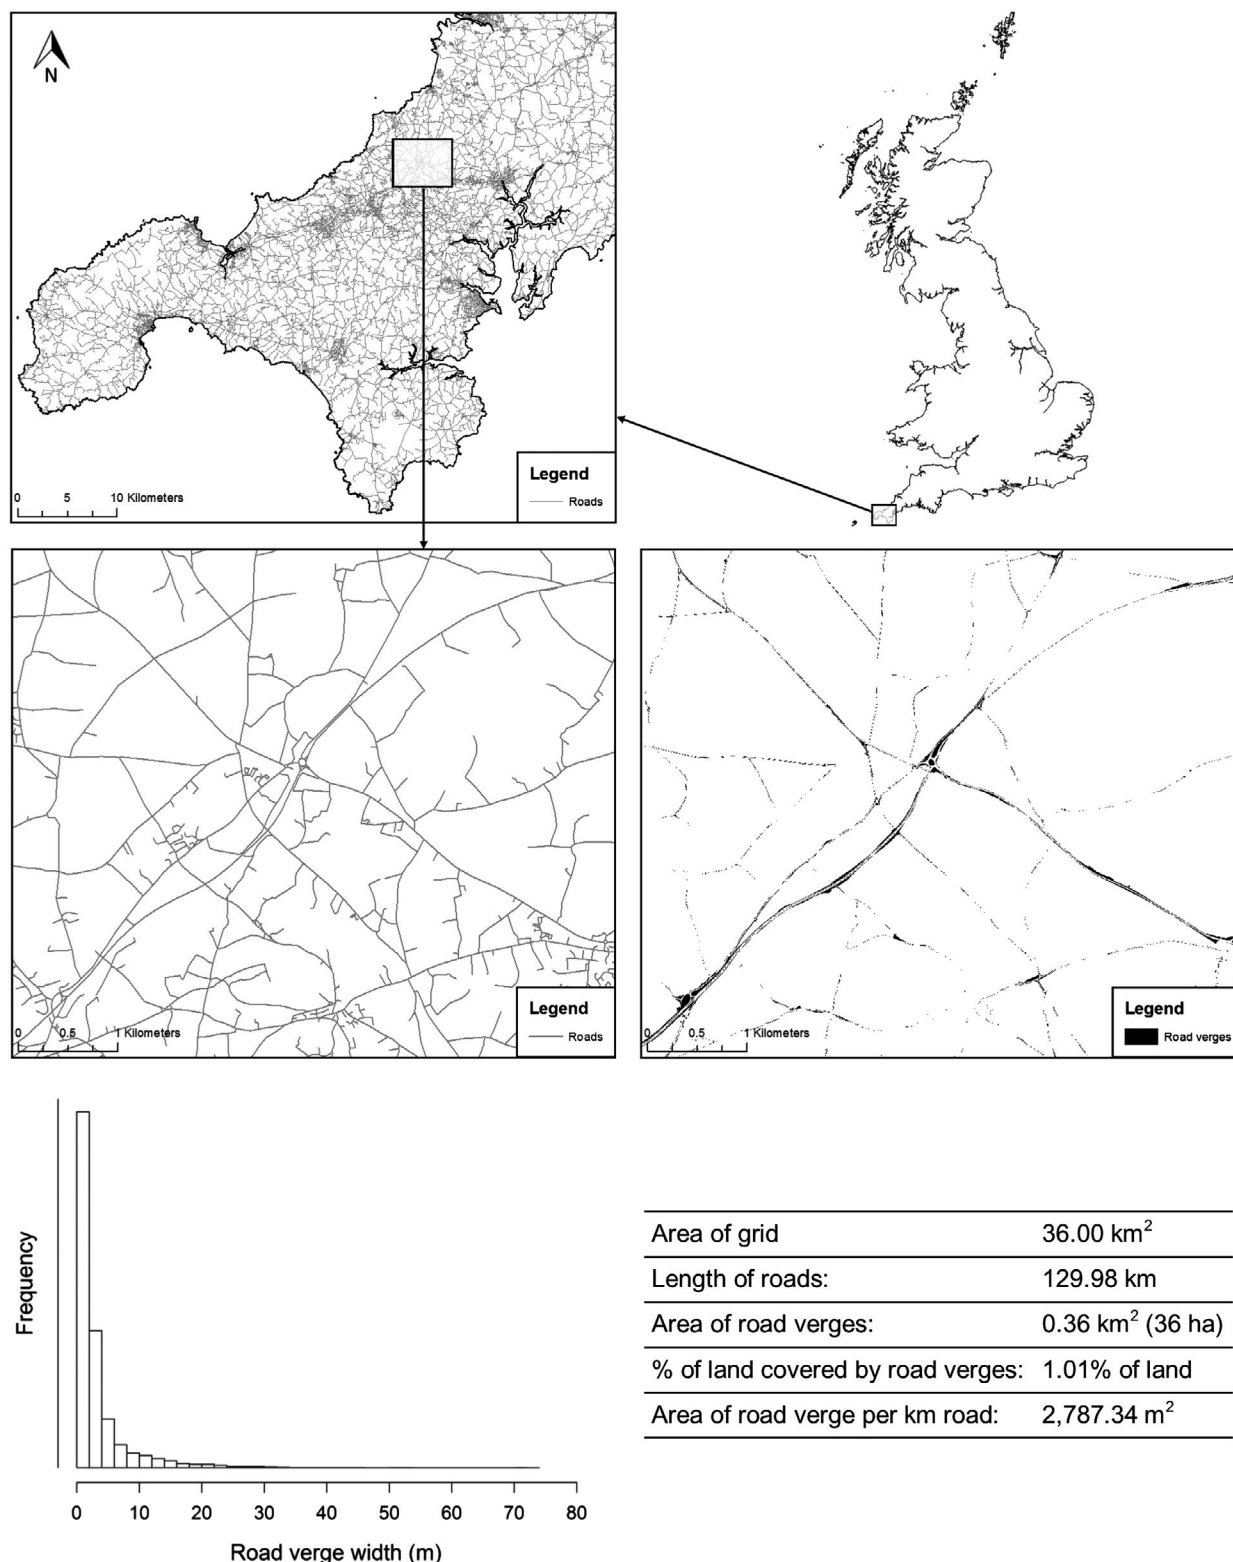 N
Legend
Roads
0 5 10 Kilometers
Legend
Roads
0 0.5 1 Kilometers
Legend
Road verges
0 0.5 1 Kilometers
Frequency
0 10 20 30 40 50 60 70 80
Road verge width (m)
Area of grid 36.00 km²
Length of roads: 129.98 km
Area of road verges: 0.36 km² (36 ha)
% of land covered by road verges: 1.01% of land
Area of road verge per km road: 2,787.34 m²